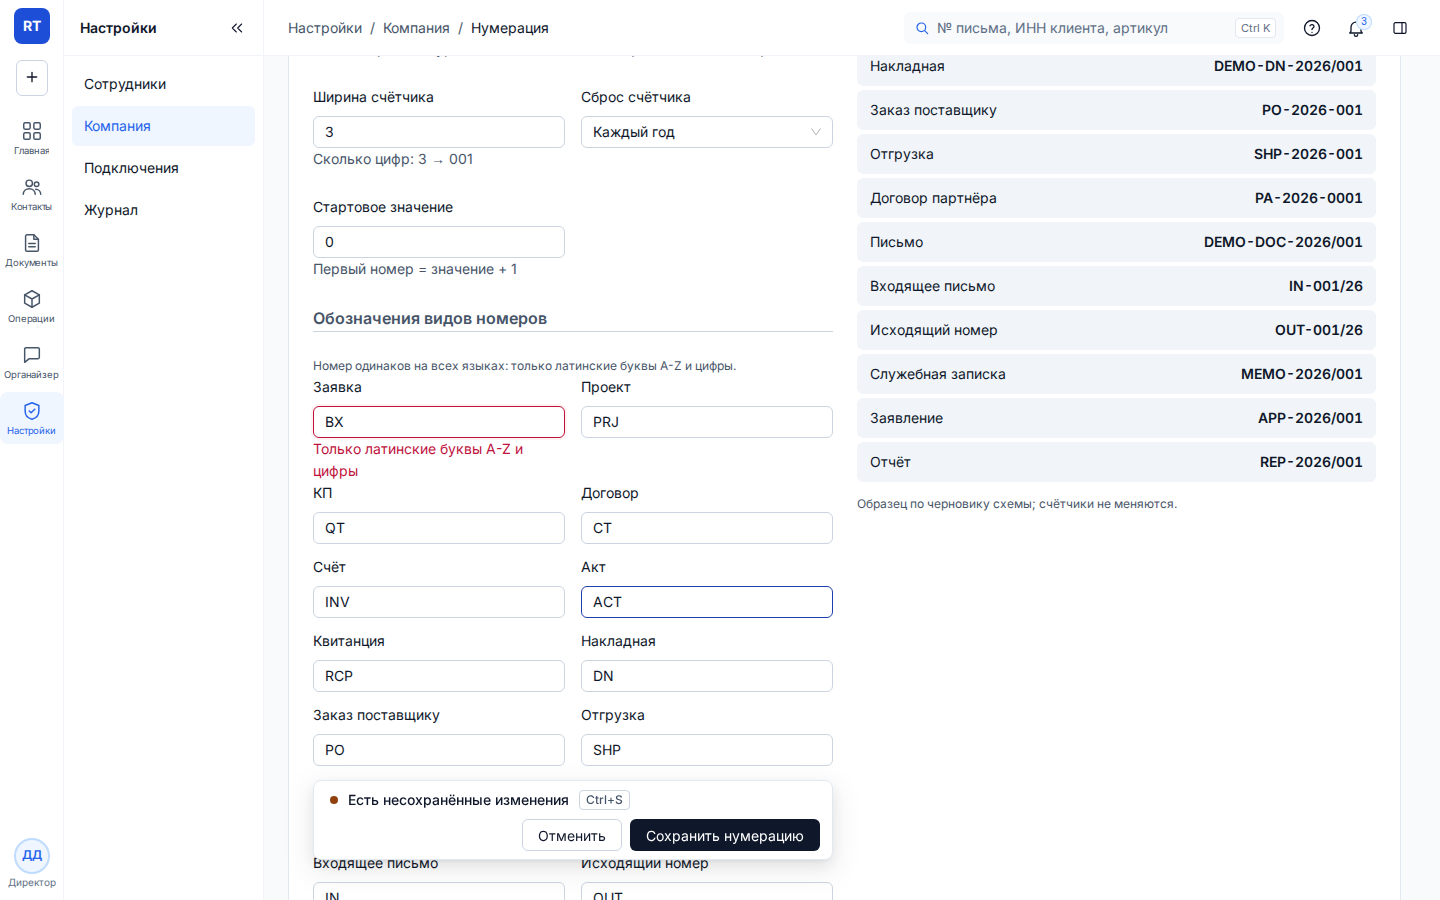 RT
Настройки
Настройки / Компания / Нумерация
№ письма, ИНН клиента, артикул
Ctrl K
3
Главная
Контакты
Документы
Операции
Органайзер
Настройки
ДД
Директор
Сотрудники
Компания
Подключения
Журнал
Ширина счётчика
Сброс счётчика
3
Каждый год
Сколько цифр: 3 → 001
Стартовое значение
0
Первый номер = значение + 1
Обозначения видов номеров
Номер одинаков на всех языках: только латинские буквы A-Z и цифры.
Заявка
Проект
BX
PRJ
Только латинские буквы A-Z и
цифры
КП
Договор
QT
CT
Счёт
Акт
INV
ACT
Квитанция
Накладная
RCP
DN
Заказ поставщику
Отгрузка
PO
SHP
Есть несохранённые изменения
Ctrl+S
Отменить
Сохранить нумерацию
Входящее письмо
Исходящий номер
IN
OUT
Накладная DEMO-DN-2026/001
Заказ поставщику PO-2026-001
Отгрузка SHP-2026-001
Договор партнёра PA-2026-0001
Письмо DEMO-DOC-2026/001
Входящее письмо IN-001/26
Исходящий номер OUT-001/26
Служебная записка MEMO-2026/001
Заявление APP-2026/001
Отчёт REP-2026/001
Образец по черновику схемы; счётчики не меняются.